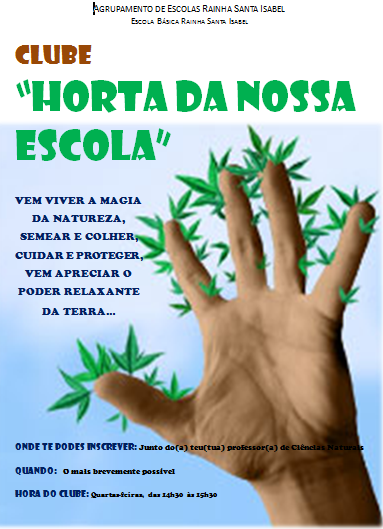 AGRUPAMENTO DE ESCOLAS RAINHA SANTA ISABEL
ESCOLA BÁSICA RAINHA SANTA ISABEL
CLUBE
"HORTA DA NOSSA
ESCOLA"
VEM VIVER A MAGIA
DA NATUREZA,
SEMEAR E COLHER,
CUIDAR E PROTEGER,
VEM APRECIAR O
PODER RELAXANTE
DA TERRA...
ONDE TE PODES INSCREVER: Junto do(a) teu(tua) professor(a) de Ciências Naturais
QUANDO: O mais brevemente possível
HORA DO CLUBE: Quartas-feiras, das 14h30 às 15h30